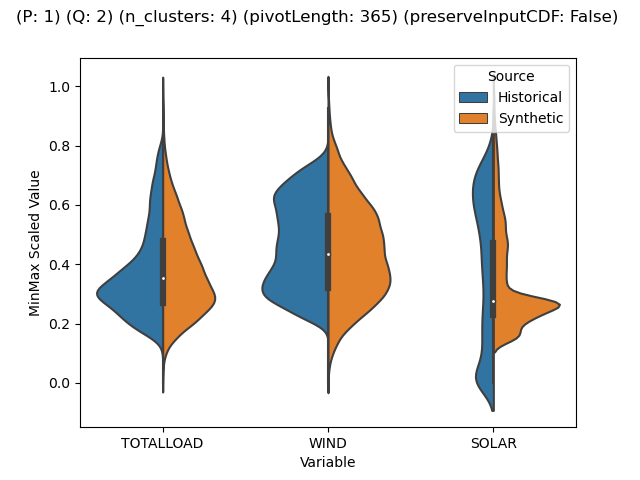 (P: 1) (Q: 2) (n_clusters: 4) (pivotLength: 365) (preserveInputCDF: False)
Source
Historical
Synthetic
MinMax Scaled Value
1.0
0.8
0.6
0.4
0.2
0.0
TOTALLOAD WIND SOLAR
Variable